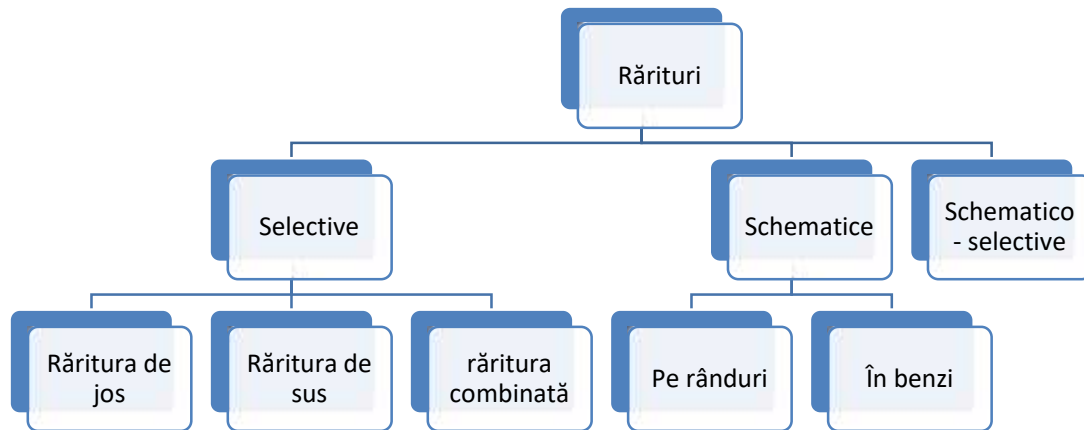 Rărituri
Selective
Schematice
Schematico
- selective
Răritura de
jos
Răritura de
sus
răritura
combinată
Pe rânduri
În benzi